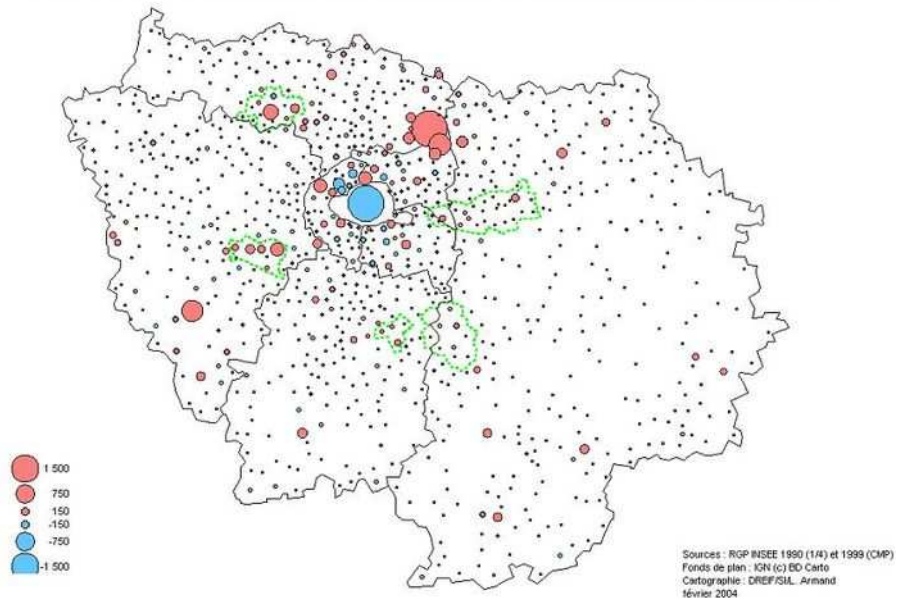 1 500
750
150
-150
-750
-1 500
Sources : RGP INSEE 1990 (1/4) et 1999 (CMP)
Fonds de plan : IGN (c) BD Carto
Cartographie : DREIF/SI/L. Armand
février 2004